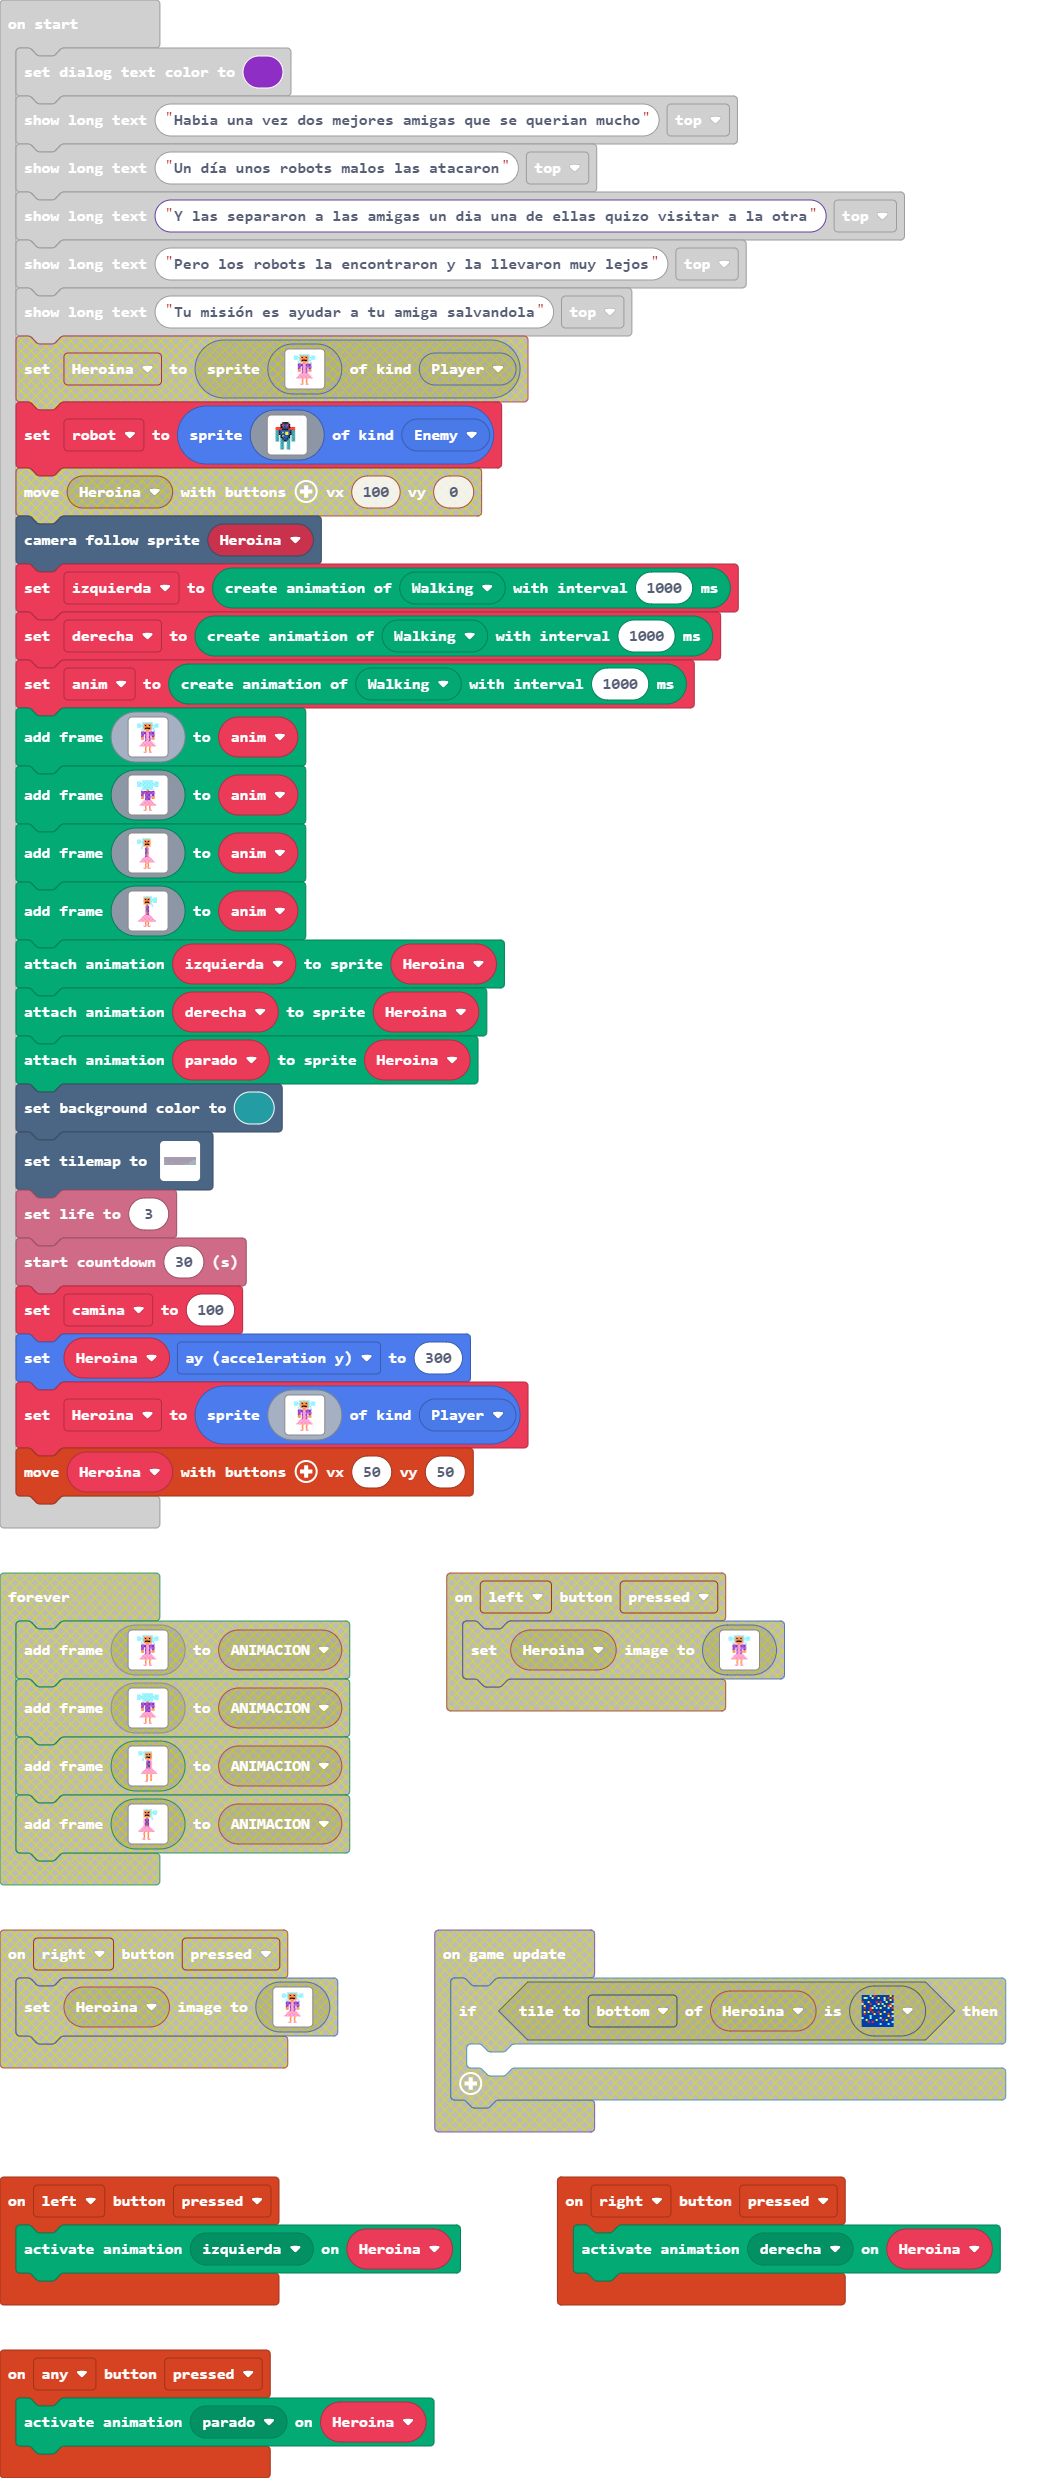 on start
set dialog text color to
show long text "Habia una vez dos mejores amigas que se querian mucho" top
show long text "Un día unos robots malos las atacaron" top
show long text "Y las separaron a las amigas un dia una de ellas quizo visitar a la otra" top
show long text "Pero los robots la encontraron y la llevaron muy lejos" top
show long text "Tu misión es ayudar a tu amiga salvandola" top
set Heroina to sprite of kind Player
set robot to sprite of kind Enemy
move Heroina with buttons vx 100 vy 0
camera follow sprite Heroina
set izquierda to create animation of Walking with interval 1000 ms
set derecha to create animation of Walking with interval 1000 ms
set anim to create animation of Walking with interval 1000 ms
add frame to anim
add frame to anim
add frame to anim
add frame to anim
attach animation izquierda to sprite Heroina
attach animation derecha to sprite Heroina
attach animation parado to sprite Heroina
set background color to
set tilemap to
set life to 3
start countdown 30 (s)
set camina to 100
set Heroina ay (acceleration y) to 300
set Heroina to sprite of kind Player
move Heroina with buttons vx 50 vy 50
forever
add frame to ANIMACION
add frame to ANIMACION
add frame to ANIMACION
add frame to ANIMACION
on left button pressed
set Heroina image to
on right button pressed
set Heroina image to
on game update
if tile to bottom of Heroina is then
on left button pressed
activate animation izquierda on Heroina
on right button pressed
activate animation derecha on Heroina
on any button pressed
activate animation parado on Heroina